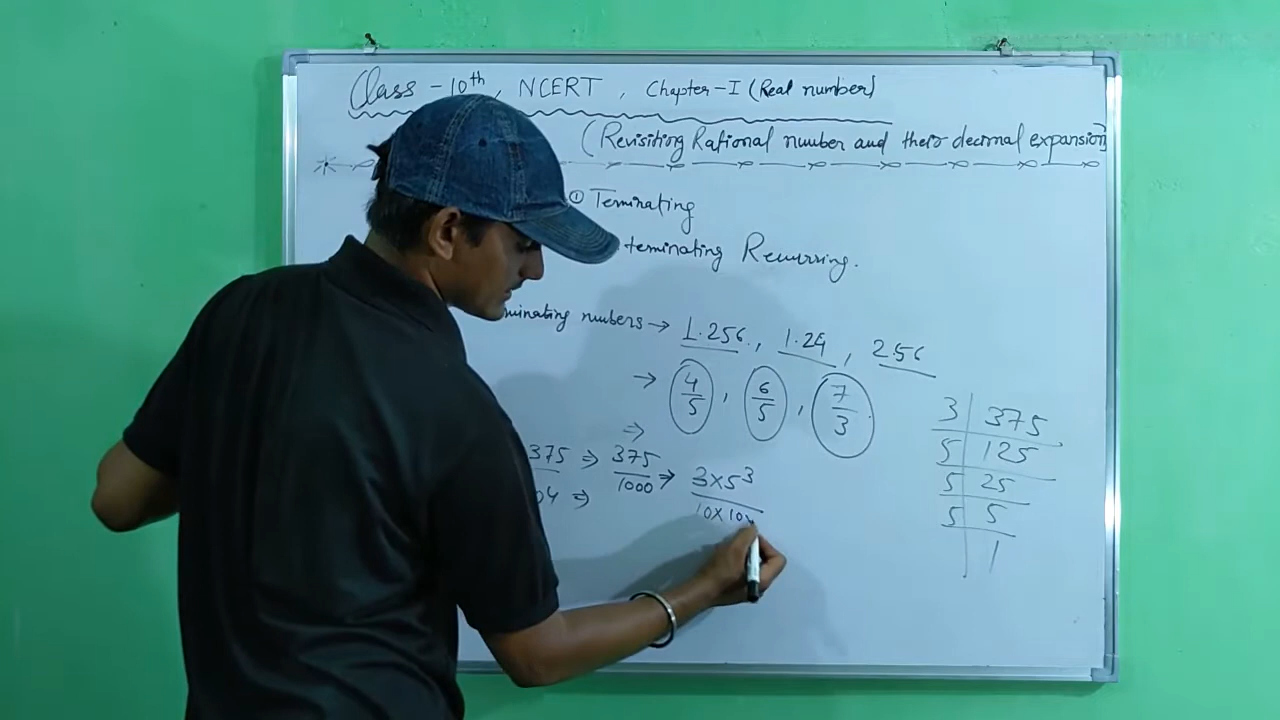 Class - 10th, NCERT, Chapter-I (Real number)
(Revisiting Rational number and their decimal expansion
① Teminating
teminating Recurring.
minating numbers → 1.256, 1.24, 2.56
→ 4/5, 6/5, 7/3
⇒
375 ⇒ 375/1000 → 3×5³/10×10×
04 ⇒
3 | 375
5 | 125
5 | 25
5 | 5
| 1